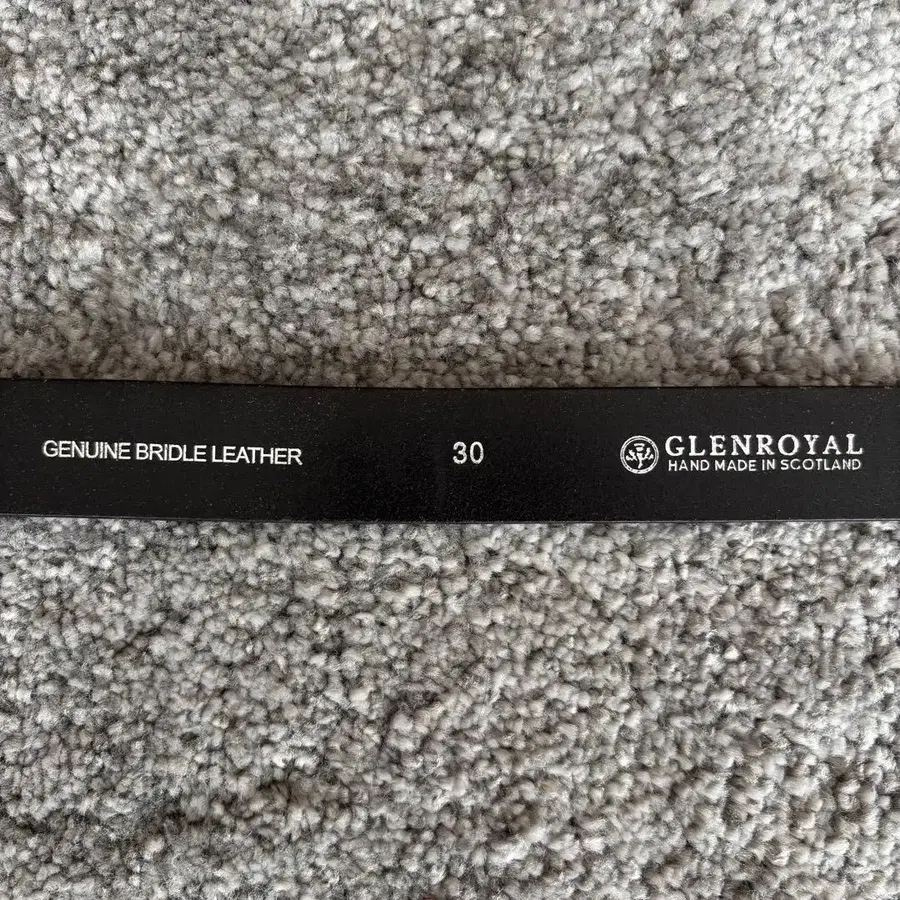 GENUINE BRIDLE LEATHER
30
GLENROYAL
HAND MADE IN SCOTLAND